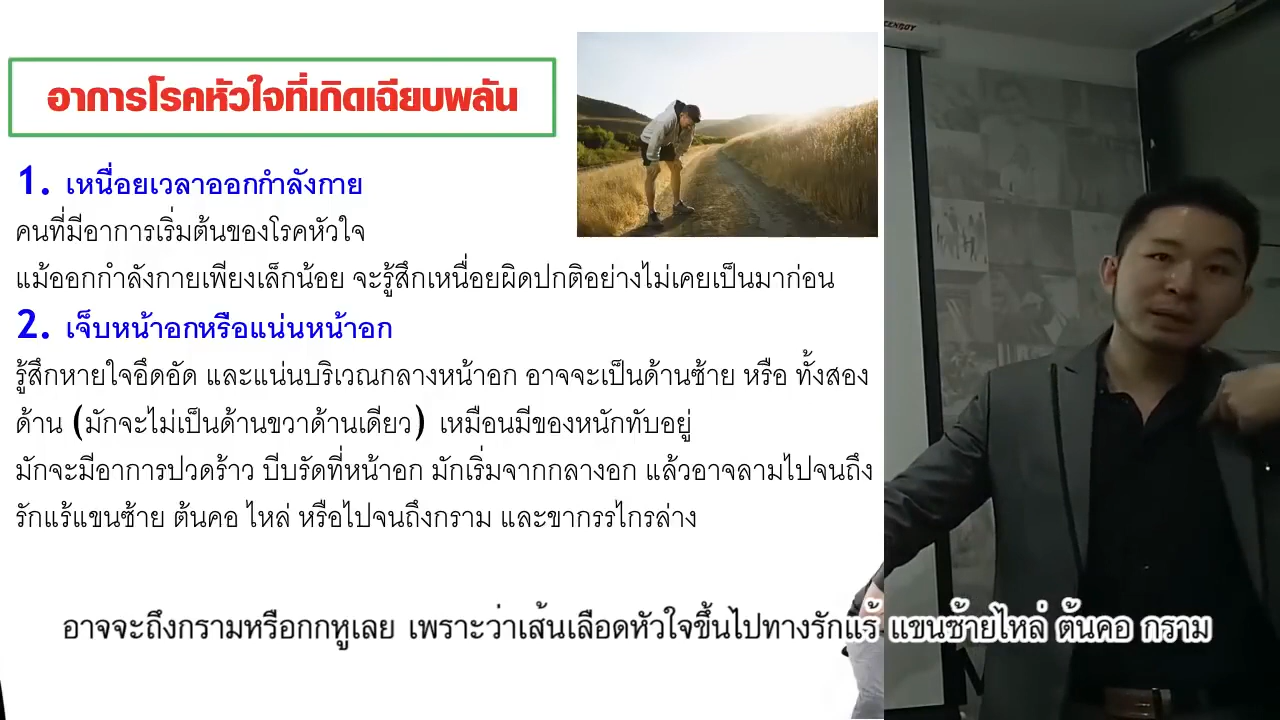 อาการโรคหัวใจที่เกิดเฉียบพลัน
1. เหนื่อยเวลาออกกำลังกาย
คนที่มีอาการเริ่มต้นของโรคหัวใจ
แม้ออกกำลังกายเพียงเล็กน้อย จะรู้สึกเหนื่อยผิดปกติอย่างไม่เคยเป็นมาก่อน
2. เจ็บหน้าอกหรือแน่นหน้าอก
รู้สึกหายใจอึดอัด และแน่นบริเวณกลางหน้าอก อาจจะเป็นด้านซ้าย หรือ ทั้งสอง
ด้าน (มักจะไม่เป็นด้านขวาด้านเดียว) เหมือนมีของหนักทับอยู่
มักจะมีอาการปวดร้าว บีบรัดที่หน้าอก มักเริ่มจากกลางอก แล้วอาจลามไปจนถึง
รักแร้แขนซ้าย ต้นคอ ไหล่ หรือไปจนถึงกราม และขากรรไกรล่าง
อาจจะถึงกรามหรือกกหูเลย เพราะว่าเส้นเลือดหัวใจขึ้นไปทางรักแร้ แขนซ้ายไหล่ ต้นคอ กราม